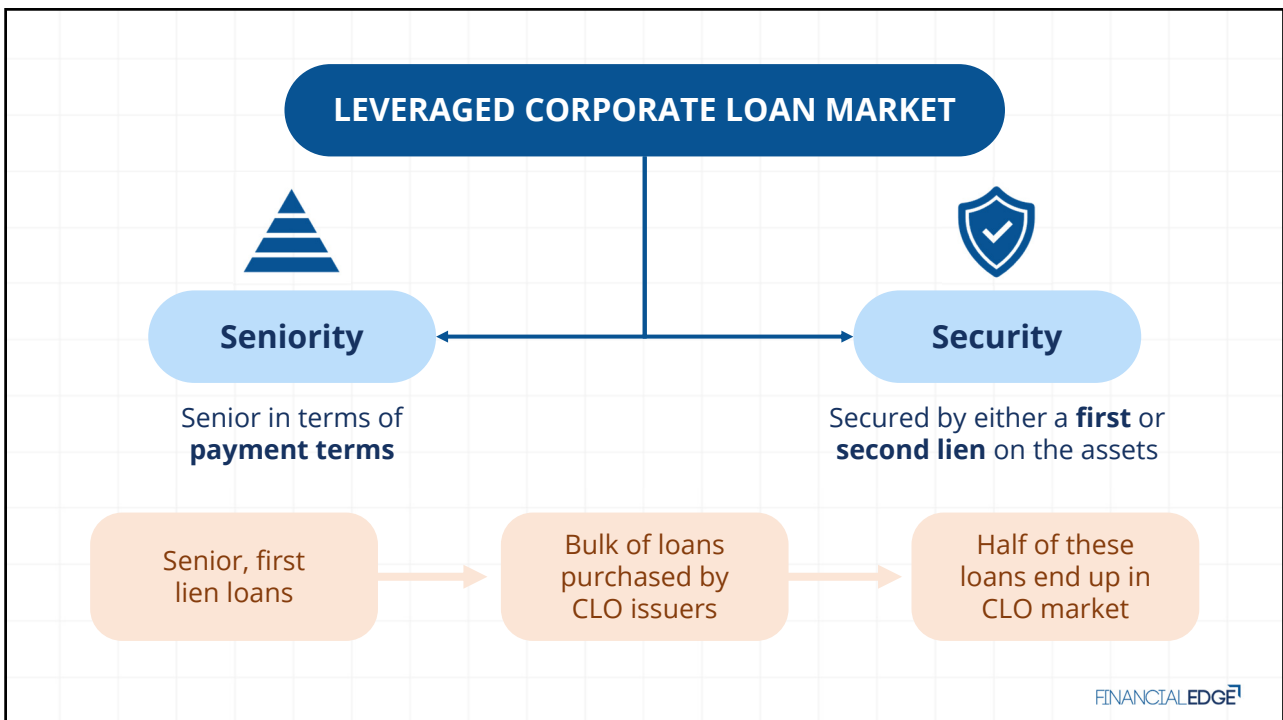 LEVERAGED CORPORATE LOAN MARKET
Seniority
Security
Senior in terms of
payment terms
Secured by either a first or
second lien on the assets
Senior, first
lien loans
Bulk of loans
purchased by
CLO issuers
Half of these
loans end up in
CLO market
FINANCIALEDGE